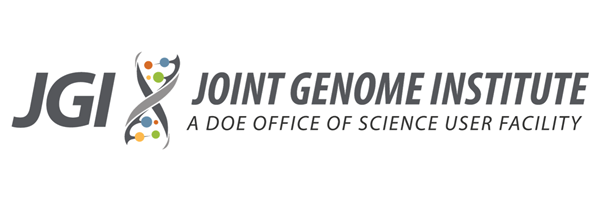 JGI
JOINT GENOME INSTITUTE
A DOE OFFICE OF SCIENCE USER FACILITY